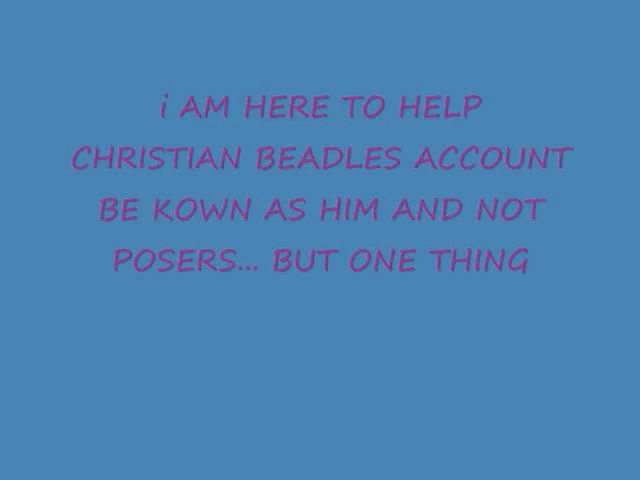 i AM HERE TO HELP
CHRISTIAN BEADLES ACCOUNT
BE KOWN AS HIM AND NOT
POSERS... BUT ONE THING